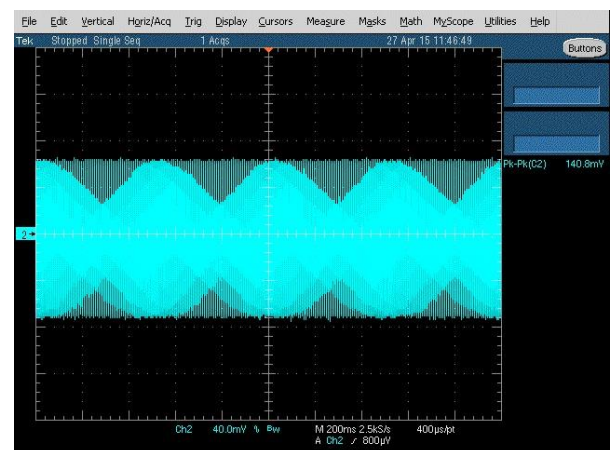 File Edit Vertical Horiz/Acq Trig Display Cursors Measure Masks Math MyScope Utilities Help
Tek Stopped Single Seq 1 Acqs 27 Apr 15 11:46:49 Buttons
Pk-Pk(C2) 140.8mV
2
Ch2 40.0mV Bw M 200ms 2.5kS/s 400µs/pt
A Ch2 800µV